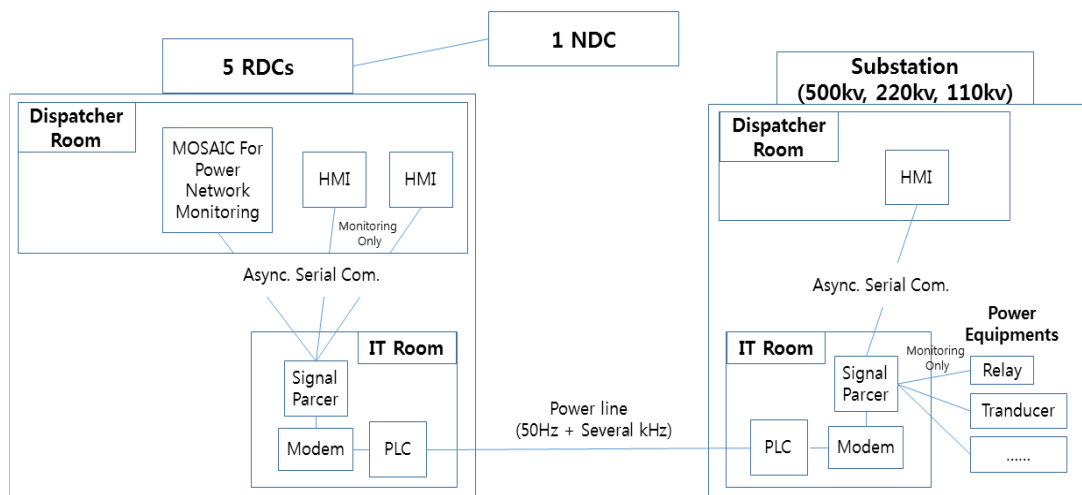 1 NDC
5 RDCs
Dispatcher
Room
MOSAIC For
Power
Network
Monitoring
HMI
HMI
Monitoring
Only
Async. Serial Com.
IT Room
Signal
Parcer
Modem
PLC
Power line
(50Hz + Several kHz)
Substation
(500kv, 220kv, 110kv)
Dispatcher
Room
HMI
Async. Serial Com.
IT Room
Signal
Parcer
Monitoring
Only
PLC
Modem
Power
Equipments
Relay
Tranducer
......